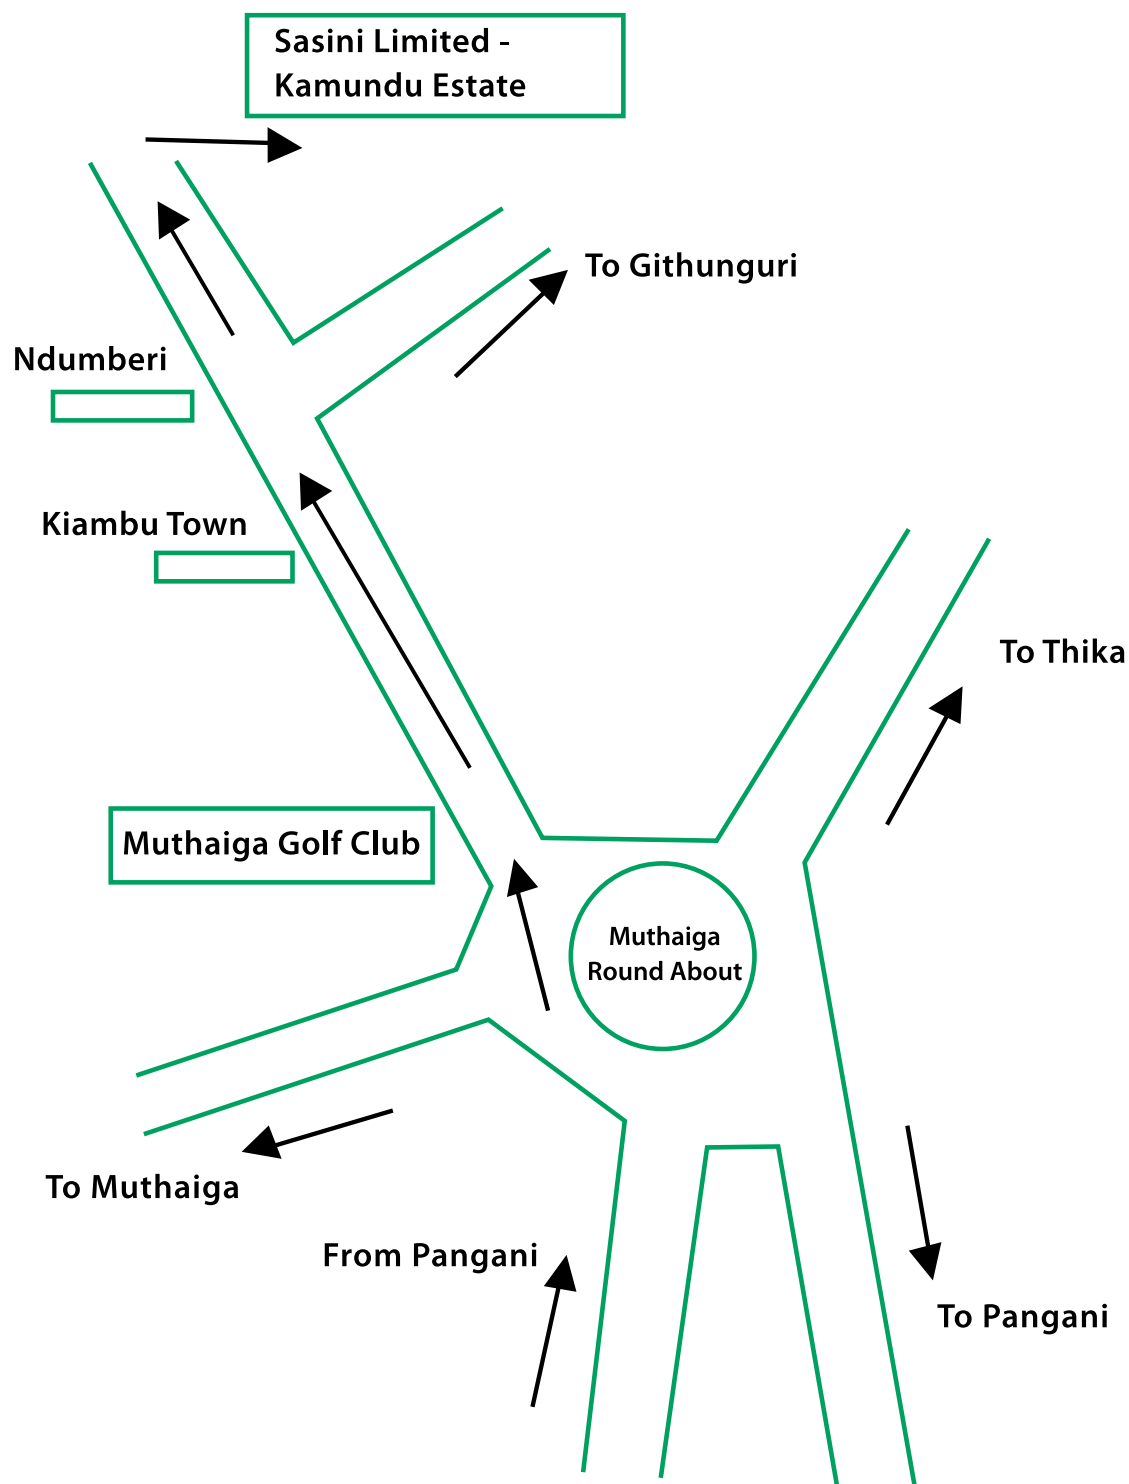 Sasini Limited -
Kamundu Estate
To Githunguri
Ndumberi
Kiambu Town
To Thika
Muthaiga Golf Club
Muthaiga
Round About
To Muthaiga
From Pangani
To Pangani